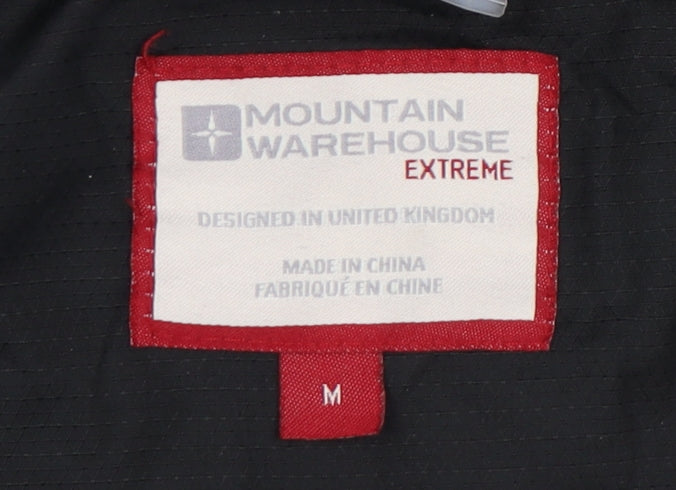 MOUNTAIN
WAREHOUSE
EXTREME
DESIGNED IN UNITED KINGDOM
MADE IN CHINA
FABRIQUÉ EN CHINE
M